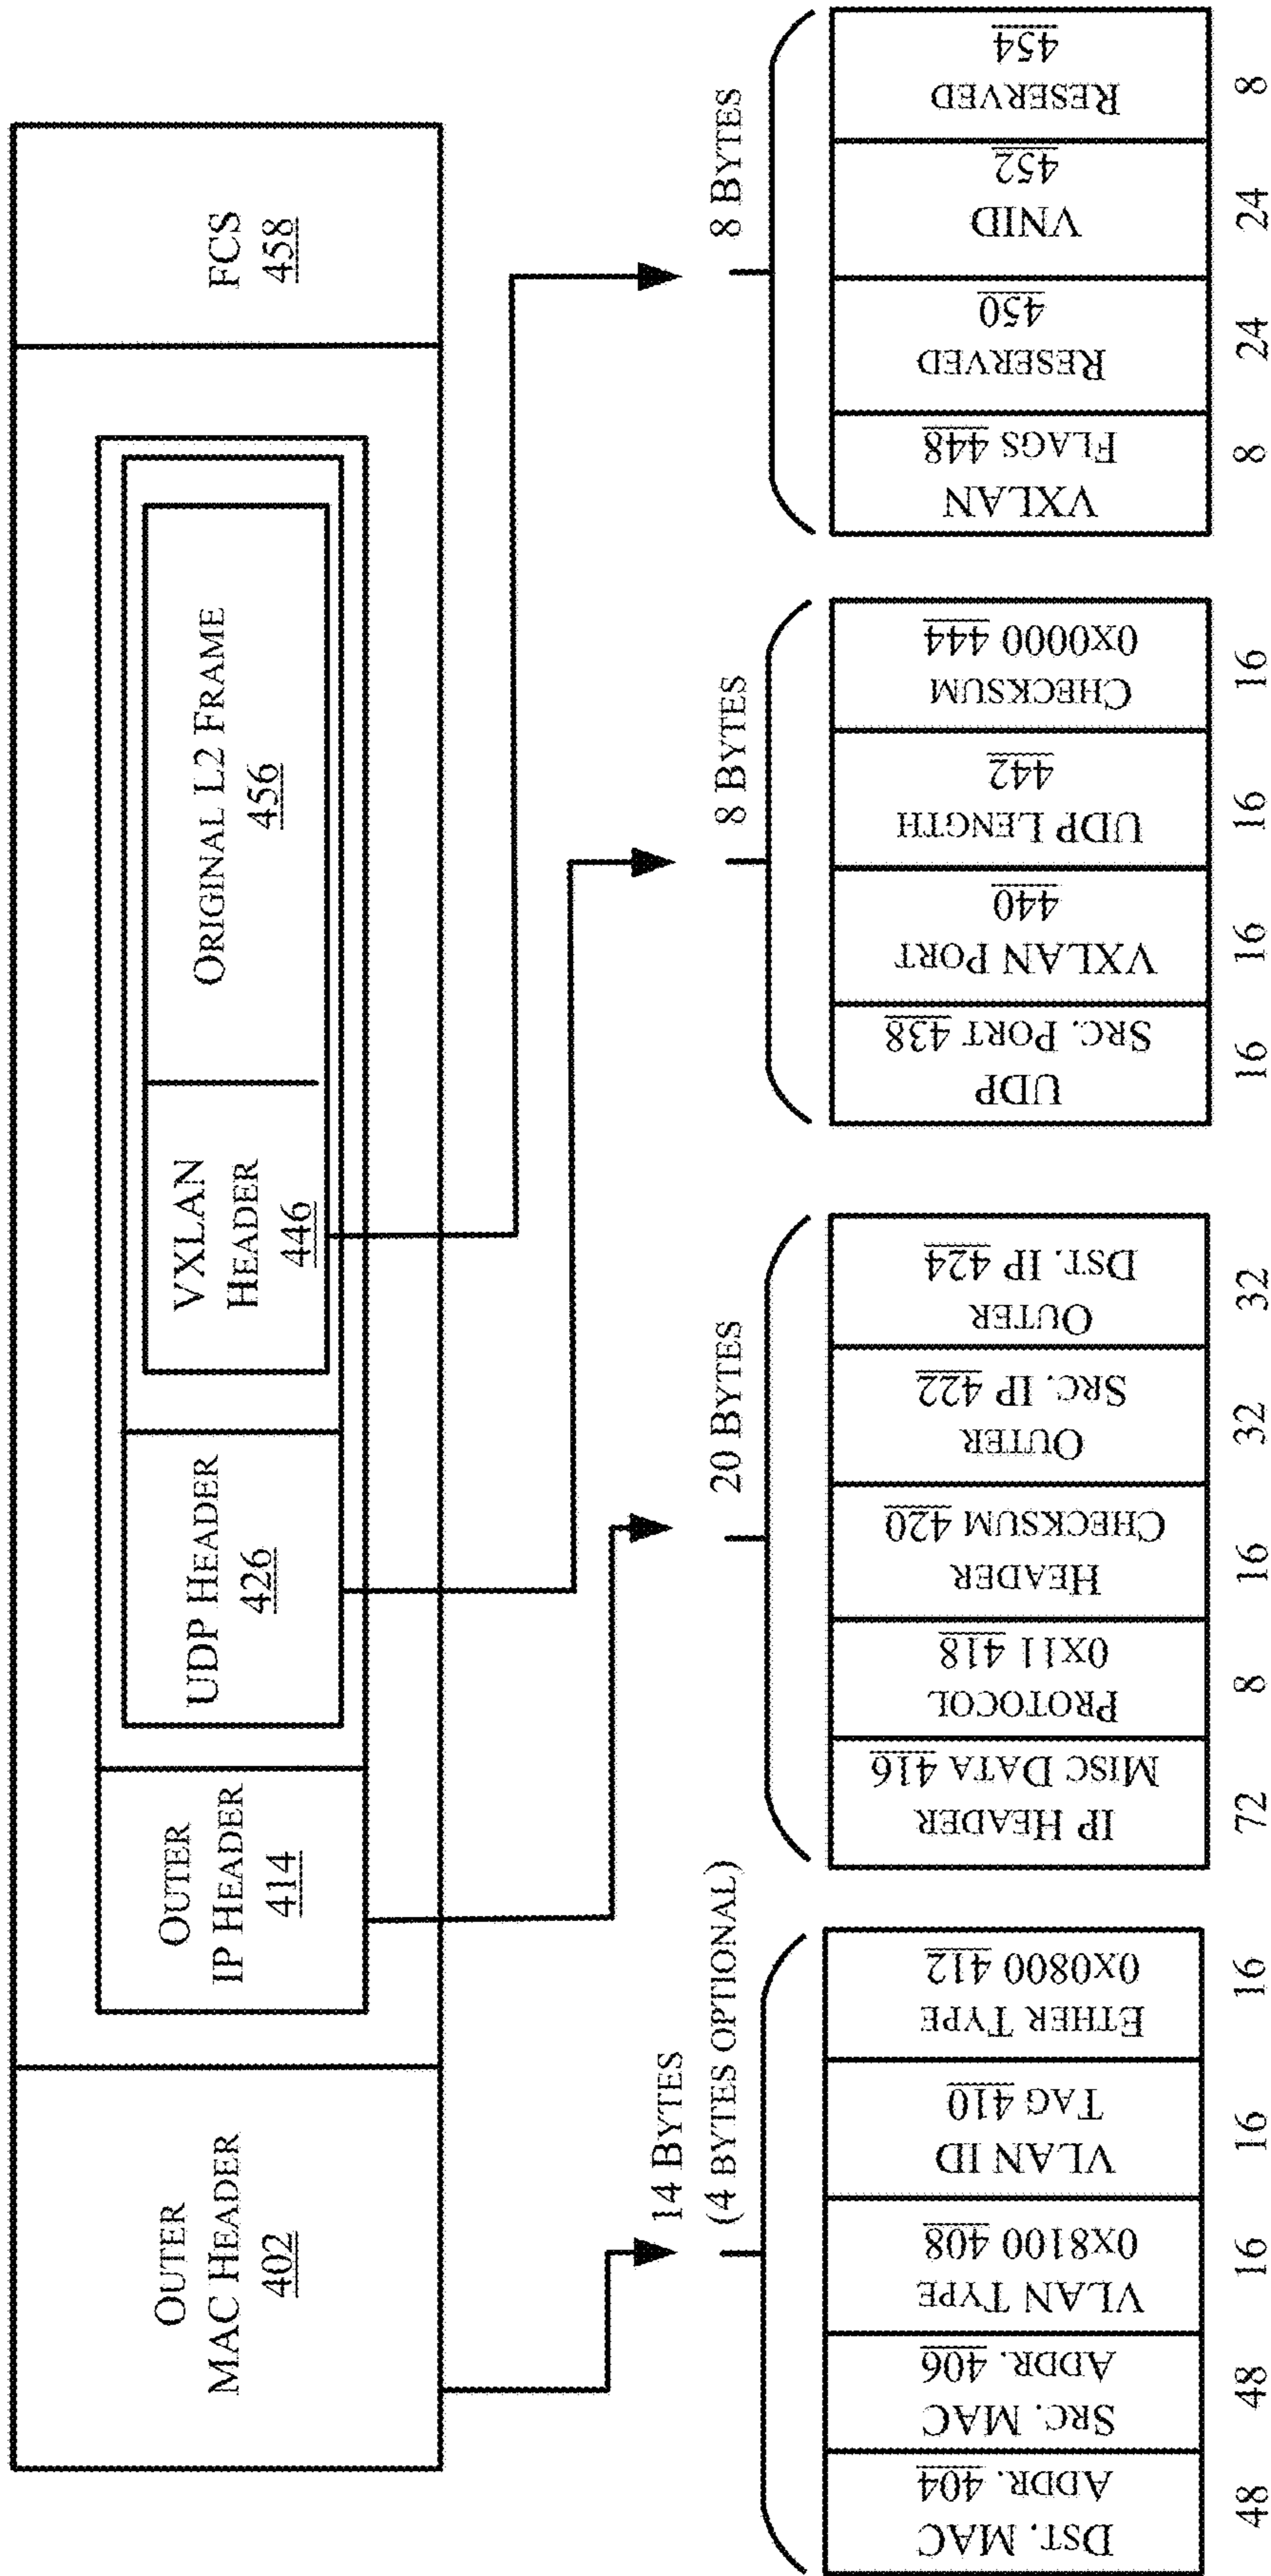 OUTER
MAC HEADER
402
OUTER
IP HEADER
414
UDP HEADER
426
VXLAN
HEADER
446
ORIGINAL L2 FRAME
456
FCS
458
14 BYTES
(4 BYTES OPTIONAL)
DST. MAC
ADDR. 404
SRC. MAC
ADDR. 406
VLAN TYPE
0X8100 408
VLAN ID
TAG 410
ETHER TYPE
0X0800 412
48
48
16
16
16
20 BYTES
IP HEADER
MISC DATA 416
PROTOCOL
0X11 418
HEADER
CHECKSUM 420
OUTER
SRC. IP 422
OUTER
DST. IP 424
72
8
16
32
32
8 BYTES
UDP
SRC. PORT 438
VXLAN PORT
440
UDP LENGTH
442
CHECKSUM
0X0000 444
16
16
16
16
8 BYTES
VXLAN
FLAGS 448
RESERVED
450
VNID
452
RESERVED
454
8
24
24
8